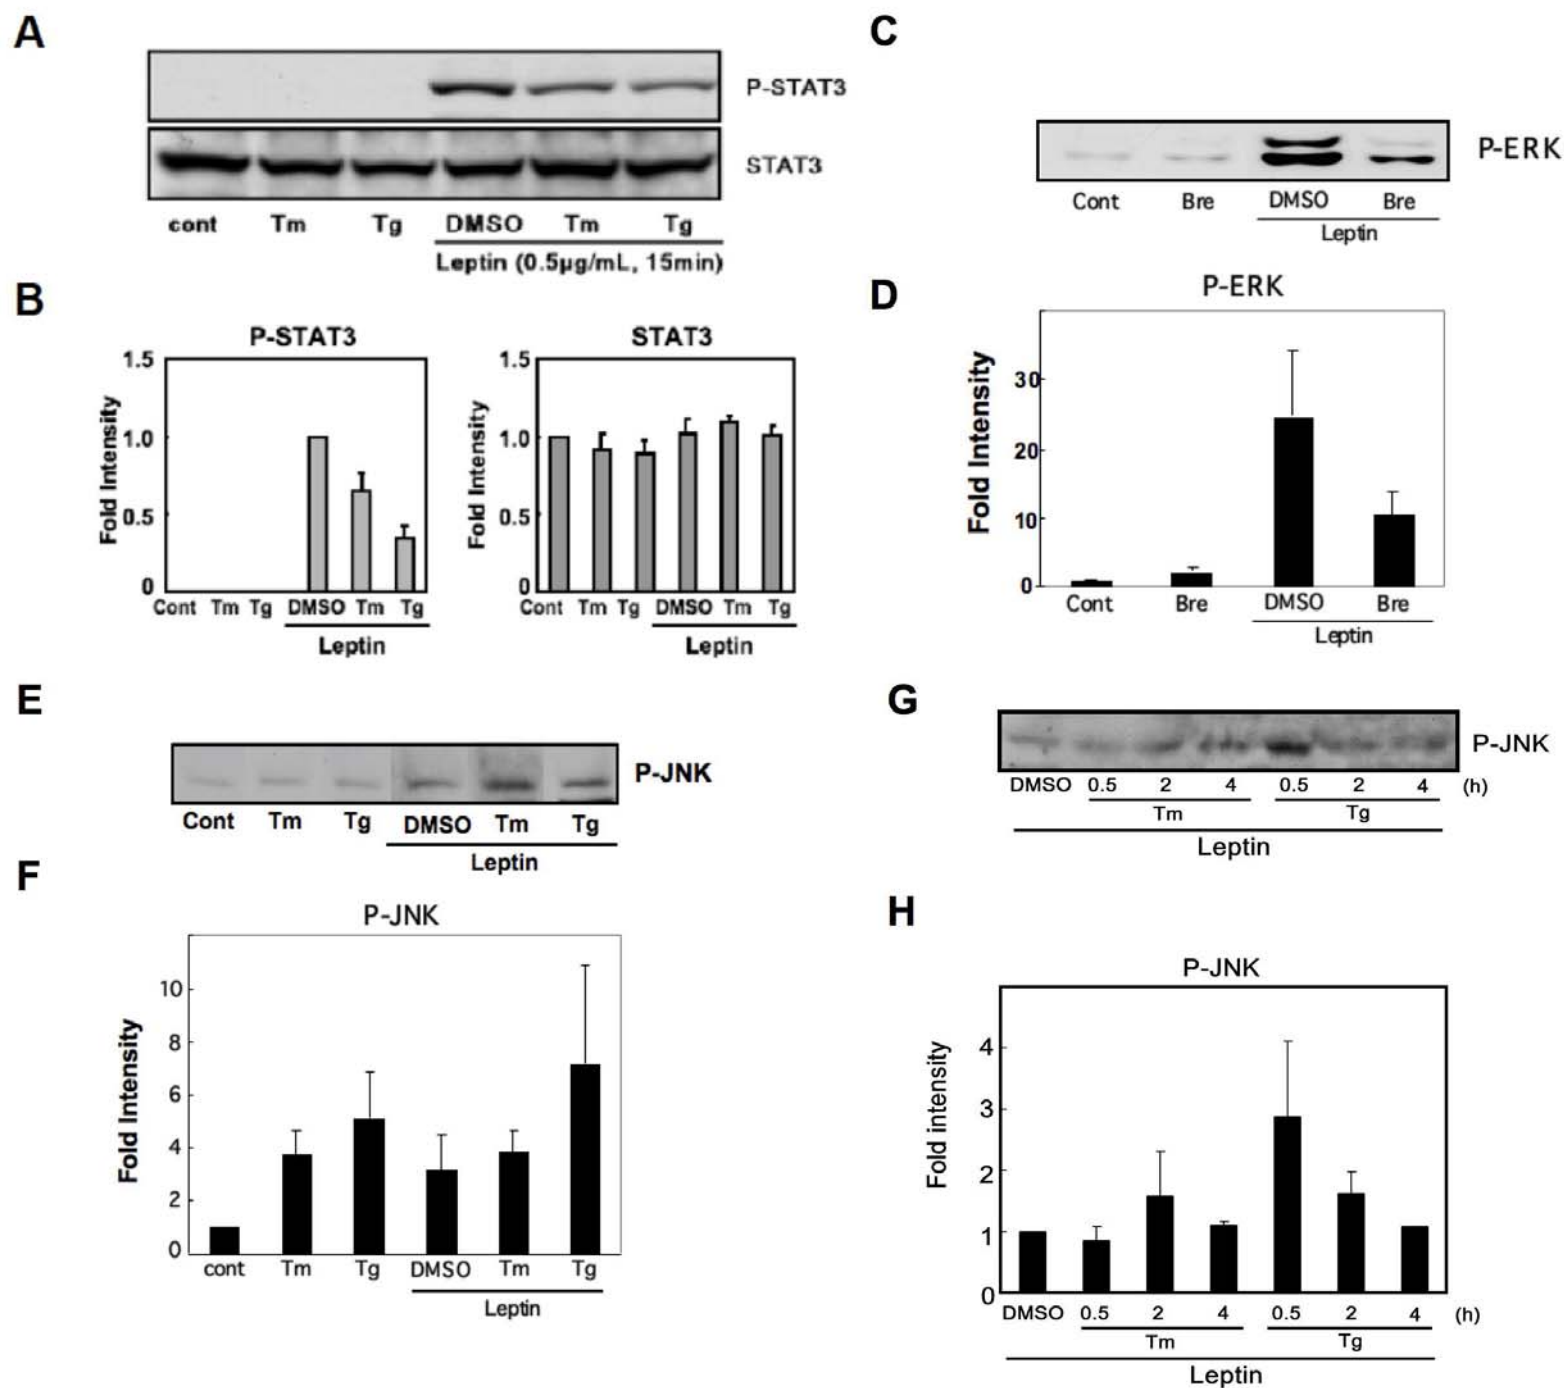 A
P-STAT3
STAT3
cont Tm Tg DMSO Tm Tg
Leptin (0.5µg/mL, 15min)
B
P-STAT3
Fold Intensity
1.5
1.0
0.5
0
Cont Tm Tg DMSO Tm Tg
Leptin
STAT3
Fold Intensity
1.5
1.0
0.5
0
Cont Tm Tg DMSO Tm Tg
Leptin
C
P-ERK
Cont Bre DMSO Bre
Leptin
D
P-ERK
Fold Intensity
30
20
10
0
Cont Bre DMSO Bre
Leptin
E
P-JNK
Cont Tm Tg DMSO Tm Tg
Leptin
F
P-JNK
Fold Intensity
10
8
6
4
2
0
cont Tm Tg DMSO Tm Tg
Leptin
G
P-JNK
DMSO 0.5 2 4 0.5 2 4 (h)
Tm Tg
Leptin
H
P-JNK
Fold intensity
4
3
2
1
0
DMSO 0.5 2 4 0.5 2 4 (h)
Tm Tg
Leptin